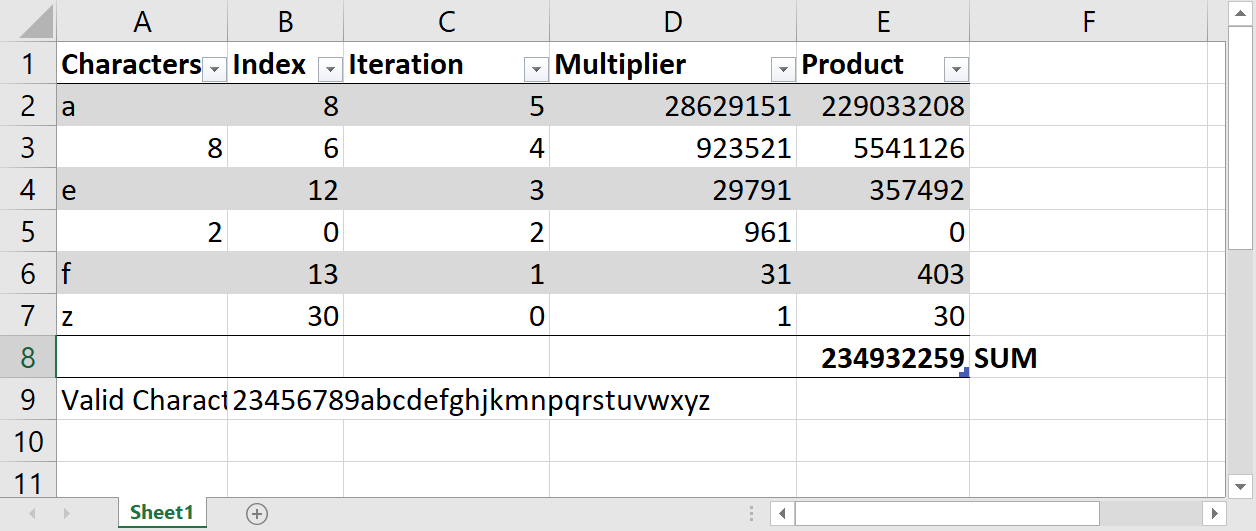 A B C D E F
1 Characters Index Iteration Multiplier Product
2 a 8 5 28629151 229033208
3 8 6 4 923521 5541126
4 e 12 3 29791 357492
5 2 0 2 961 0
6 f 13 1 31 403
7 z 30 0 1 30
8 234932259 SUM
9 Valid Charact 23456789abcdefghjkmnpqrstuvwxyz
10
11
Sheet1